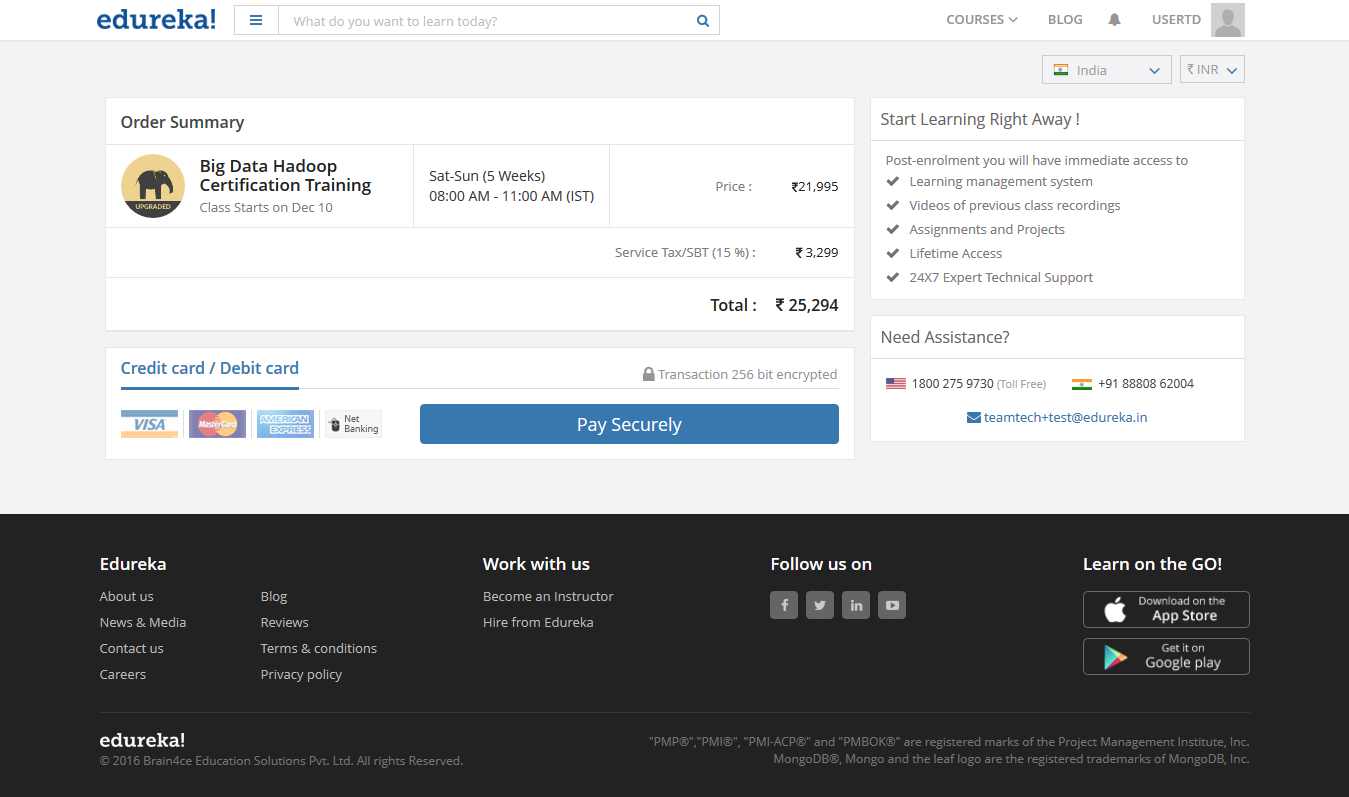 edureka!
What do you want to learn today?
COURSES
BLOG
USERTD
India
₹ INR
Order Summary
UPGRADED
Big Data Hadoop
Certification Training
Class Starts on Dec 10
Sat-Sun (5 Weeks)
08:00 AM - 11:00 AM (IST)
Price : ₹21,995
Service Tax/SBT (15 %) : ₹ 3,299
Total : ₹ 25,294
Credit card / Debit card
Transaction 256 bit encrypted
VISA
MasterCard
AMERICAN
EXPRESS
Net
Banking
Pay Securely
Start Learning Right Away !
Post-enrolment you will have immediate access to
Learning management system
Videos of previous class recordings
Assignments and Projects
Lifetime Access
24X7 Expert Technical Support
Need Assistance?
1800 275 9730 (Toll Free)
+91 88808 62004
teamtech+test@edureka.in
Edureka
About us
News & Media
Contact us
Careers
Blog
Reviews
Terms & conditions
Privacy policy
Work with us
Become an Instructor
Hire from Edureka
Follow us on
Learn on the GO!
Download on the
App Store
Get it on
Google play
edureka!
© 2016 Brain4ce Education Solutions Pvt. Ltd. All rights Reserved.
"PMP®","PMI®", "PMI-ACP®" and "PMBOK®" are registered marks of the Project Management Institute, Inc.
MongoDB®, Mongo and the leaf logo are the registered trademarks of MongoDB, Inc.